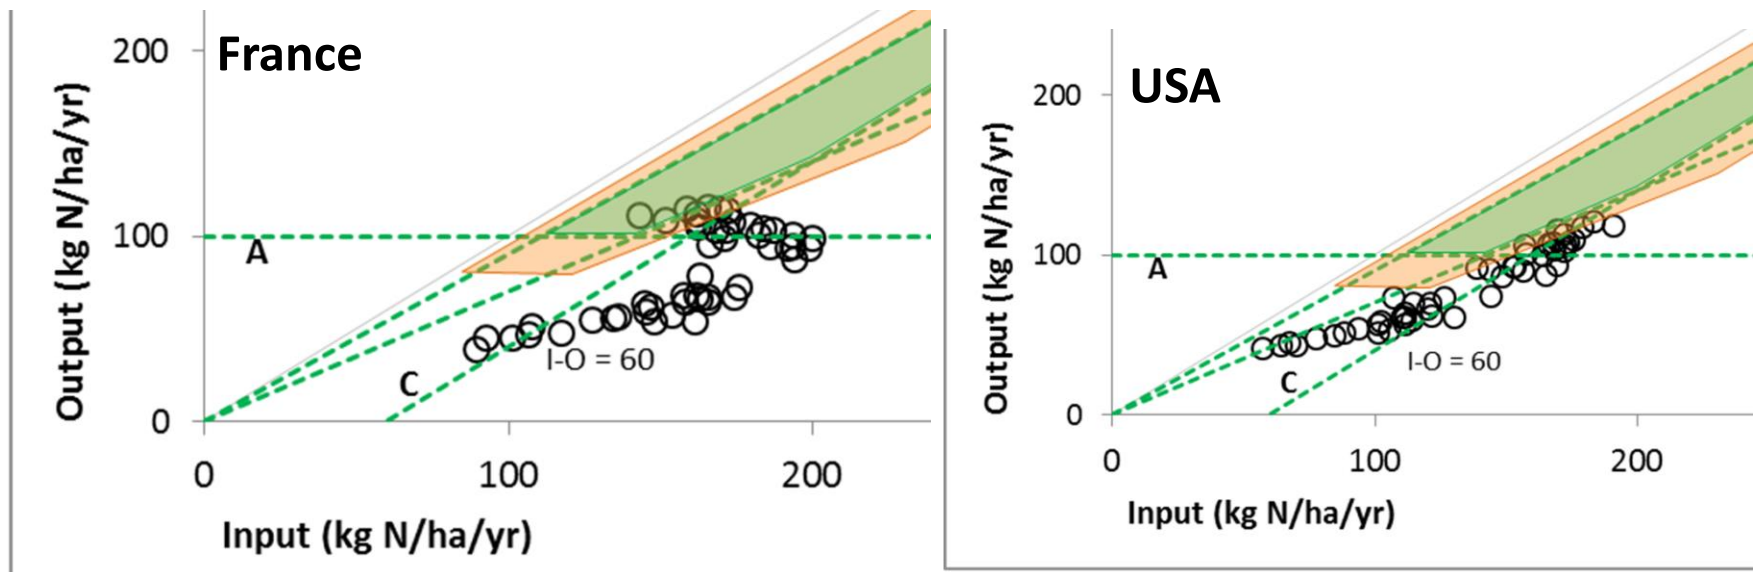 France
Output (kg N/ha/yr)
200
100
0
A
C
I-O = 60
0 100 200
Input (kg N/ha/yr)
USA
Output (kg N/ha/yr)
200
100
0
A
C
I-O = 60
0 100 200
Input (kg N/ha/yr)